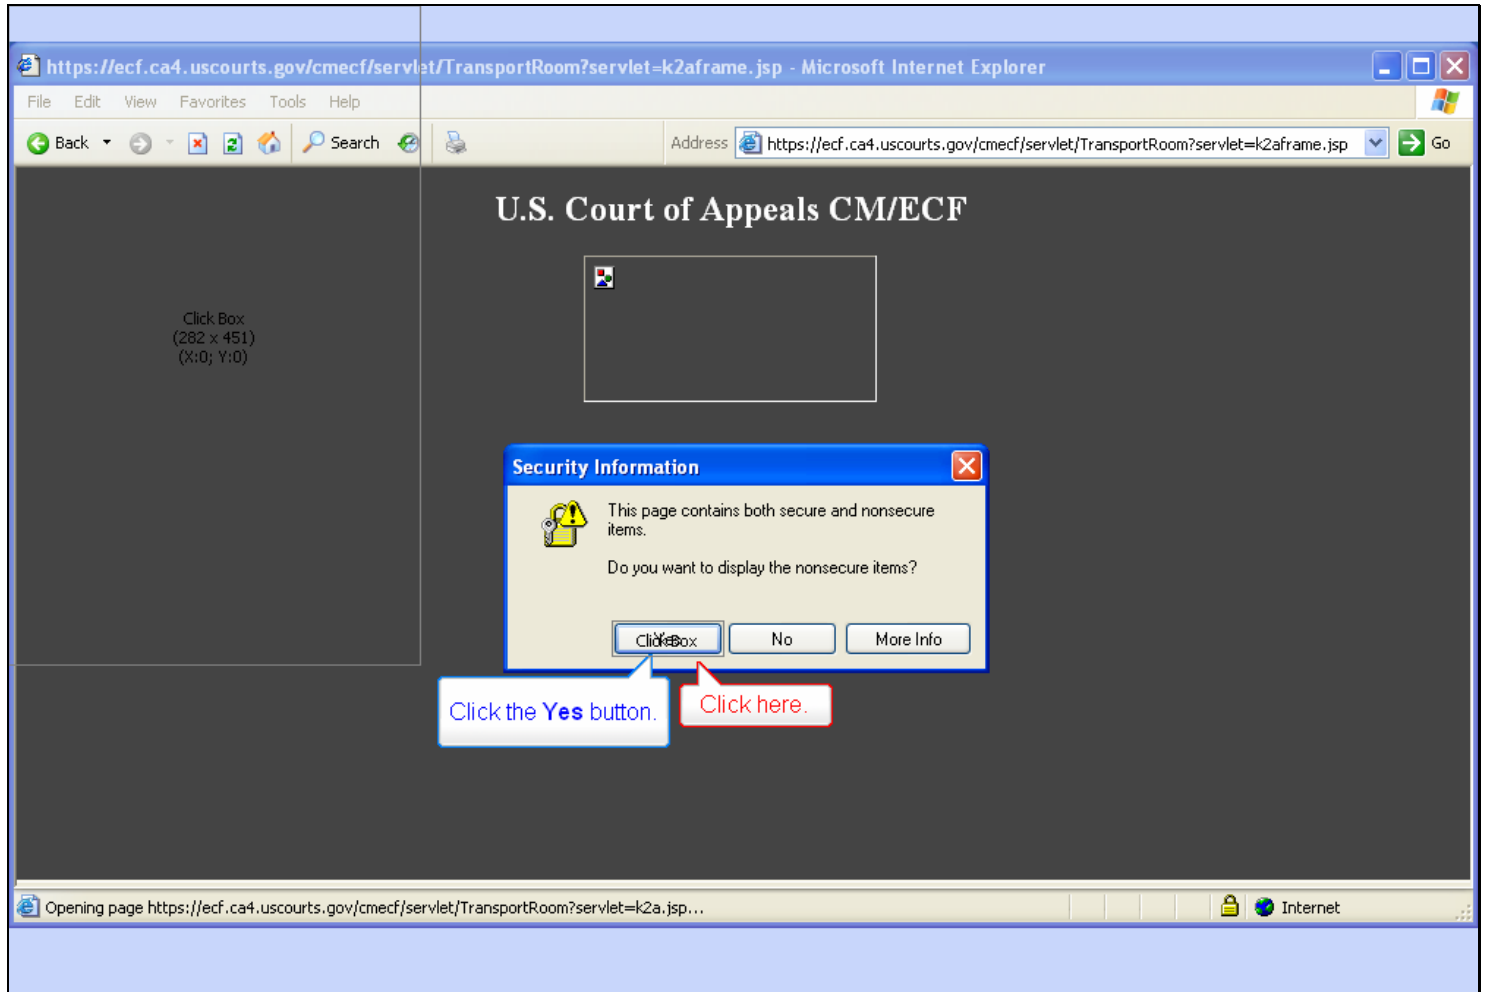 https://ecf.ca4.uscourts.gov/cmecf/servlet/TransportRoom?servlet=k2aframe.jsp - Microsoft Internet Explorer
File Edit View Favorites Tools Help
Back Search Address https://ecf.ca4.uscourts.gov/cmecf/servlet/TransportRoom?servlet=k2aframe.jsp Go
U.S. Court of Appeals CM/ECF
Click Box
(282 x 451)
(X:0; Y:0)
Security Information
This page contains both secure and nonsecure
items.
Do you want to display the nonsecure items?
Click Box Yes No More Info
Click the Yes button.
Click here.
Opening page https://ecf.ca4.uscourts.gov/cmecf/servlet/TransportRoom?servlet=k2a.jsp... Internet